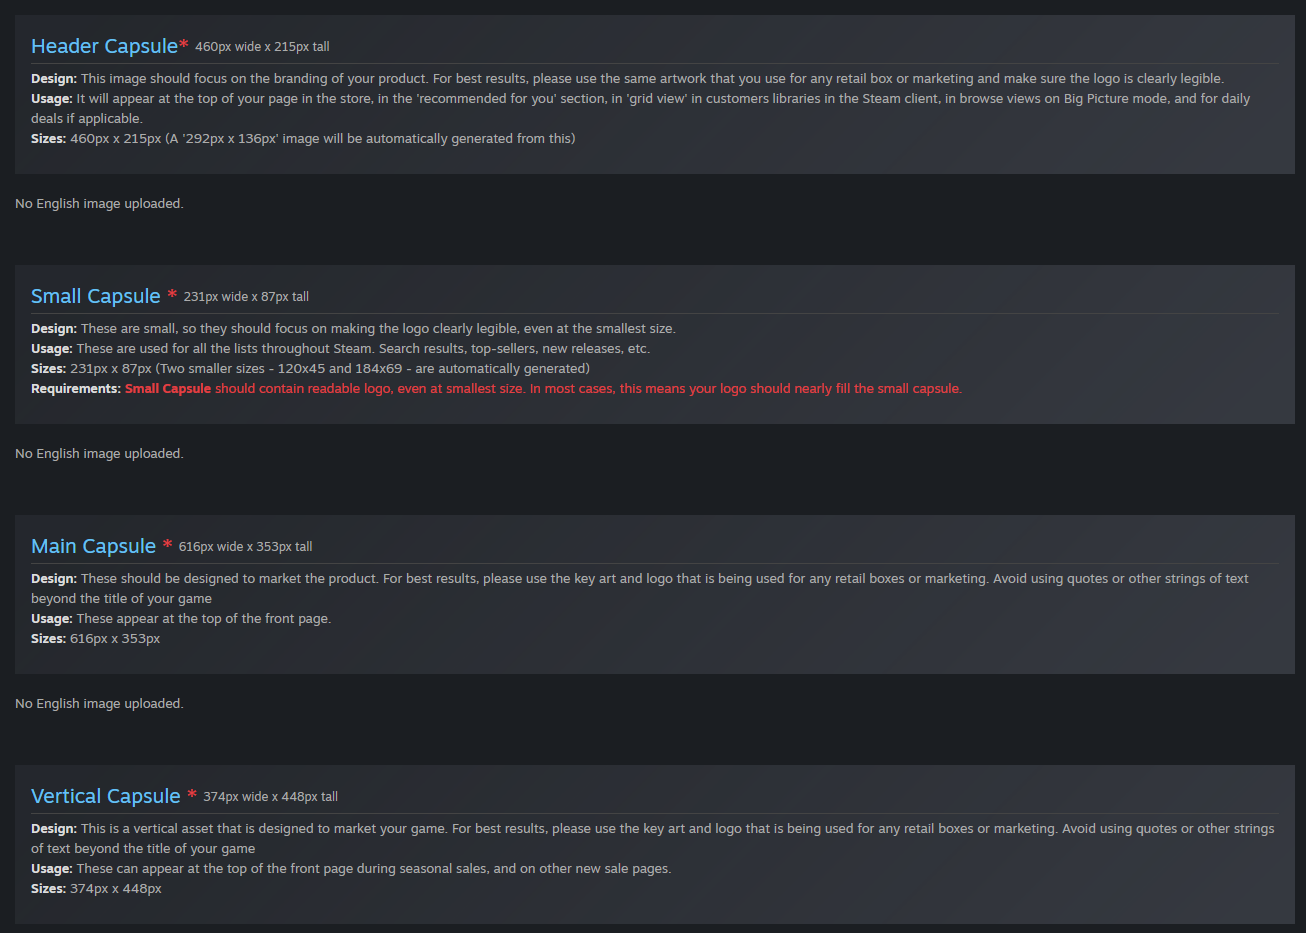 Header Capsule* 460px wide x 215px tall
Design: This image should focus on the branding of your product. For best results, please use the same artwork that you use for any retail box or marketing and make sure the logo is clearly legible.
Usage: It will appear at the top of your page in the store, in the 'recommended for you' section, in 'grid view' in customers libraries in the Steam client, in browse views on Big Picture mode, and for daily
deals if applicable.
Sizes: 460px x 215px (A '292px x 136px' image will be automatically generated from this)
No English image uploaded.
Small Capsule * 231px wide x 87px tall
Design: These are small, so they should focus on making the logo clearly legible, even at the smallest size.
Usage: These are used for all the lists throughout Steam. Search results, top-sellers, new releases, etc.
Sizes: 231px x 87px (Two smaller sizes - 120x45 and 184x69 - are automatically generated)
Requirements: Small Capsule should contain readable logo, even at smallest size. In most cases, this means your logo should nearly fill the small capsule.
No English image uploaded.
Main Capsule * 616px wide x 353px tall
Design: These should be designed to market the product. For best results, please use the key art and logo that is being used for any retail boxes or marketing. Avoid using quotes or other strings of text
beyond the title of your game
Usage: These appear at the top of the front page.
Sizes: 616px x 353px
No English image uploaded.
Vertical Capsule * 374px wide x 448px tall
Design: This is a vertical asset that is designed to market your game. For best results, please use the key art and logo that is being used for any retail boxes or marketing. Avoid using quotes or other strings
of text beyond the title of your game
Usage: These can appear at the top of the front page during seasonal sales, and on other new sale pages.
Sizes: 374px x 448px